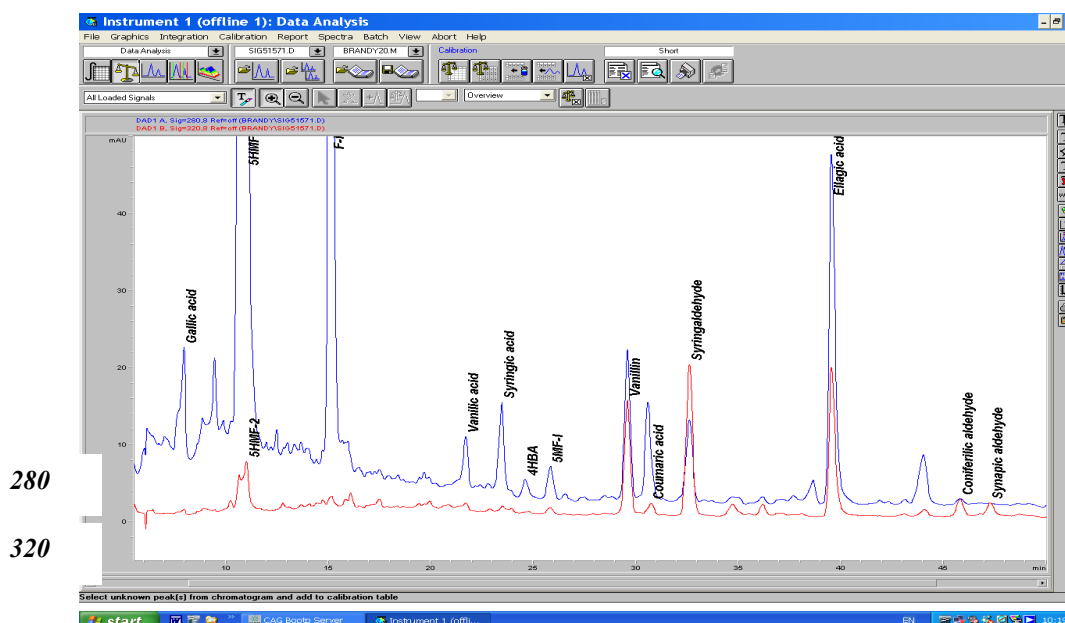 Instrument 1 (offline 1): Data Analysis
File Graphics Integration Calibration Report Spectra Batch View Abort Help
Data Analysis SIG51571.D BRANDY20.M Calibration Short
All Loaded Signals Overview
DAD1 A, Sig=280,8 Ref=off (BRANDY\SIG51571.D)
DAD1 B, Sig=320,8 Ref=off (BRANDY\SIG51571.D)
mAU
40
30
20
10
0
280
320
Gallic acid
5HMF
5HMF-2
F-I
Vanilic acid
Syringic acid
4HBA
5MF-I
Vanillin
Coumaric acid
Syringaldehyde
Ellagic acid
Coniferilic aldehyde
Synapic aldehyde
10 15 20 25 30 35 40 45 min
Select unknown peak(s) from chromatogram and add to calibration table
start CAG Bootp Server Instrument 1 (offli... EN